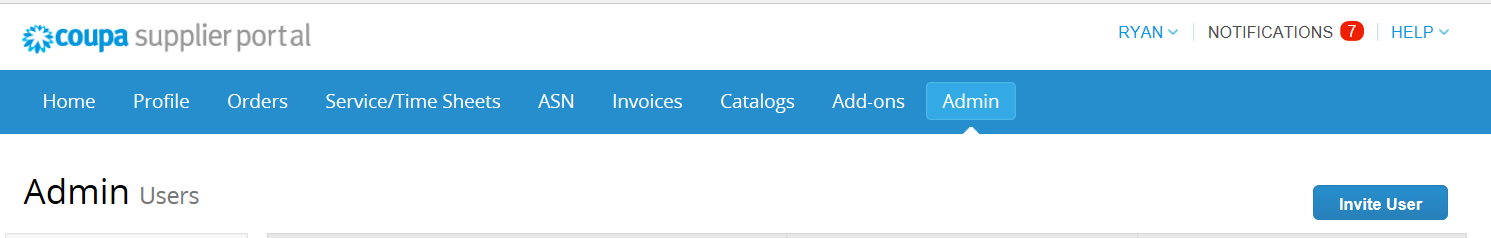 coupa supplier portal
RYAN NOTIFICATIONS 7 HELP
Home Profile Orders Service/Time Sheets ASN Invoices Catalogs Add-ons Admin
Admin Users
Invite User